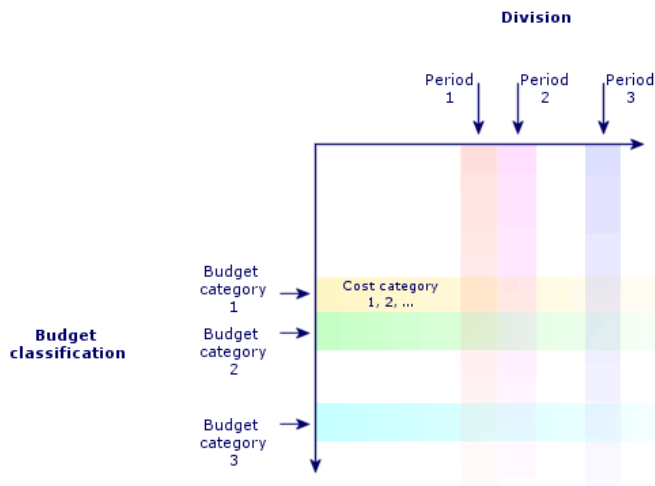 Division
Period
1
Period
2
Period
3
Budget
category
1
Cost category
1, 2, ...
Budget
classification
Budget
category
2
Budget
category
3